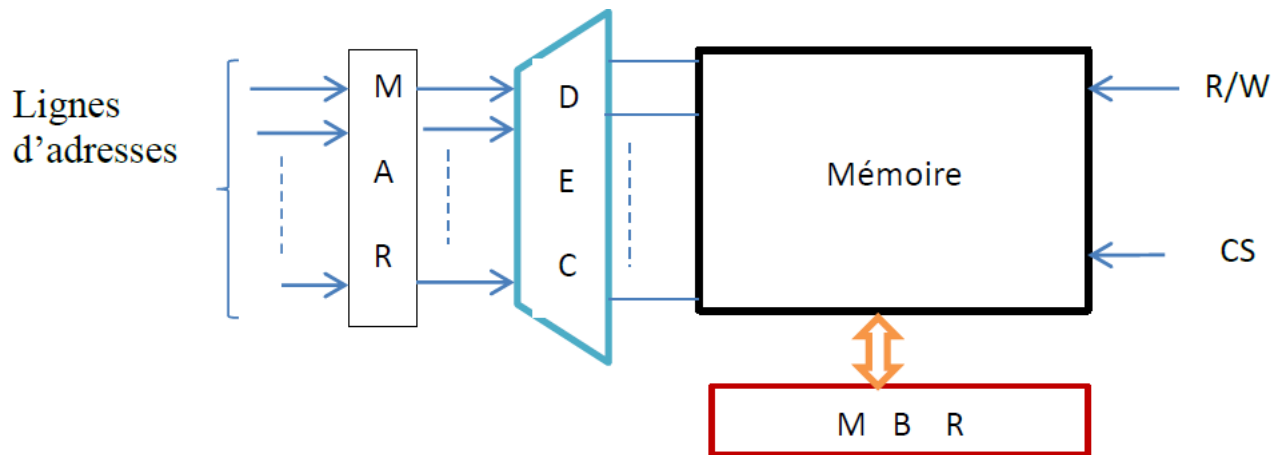 Lignes
d’adresses
M
A
R
D
E
C
Mémoire
R/W
CS
M B R